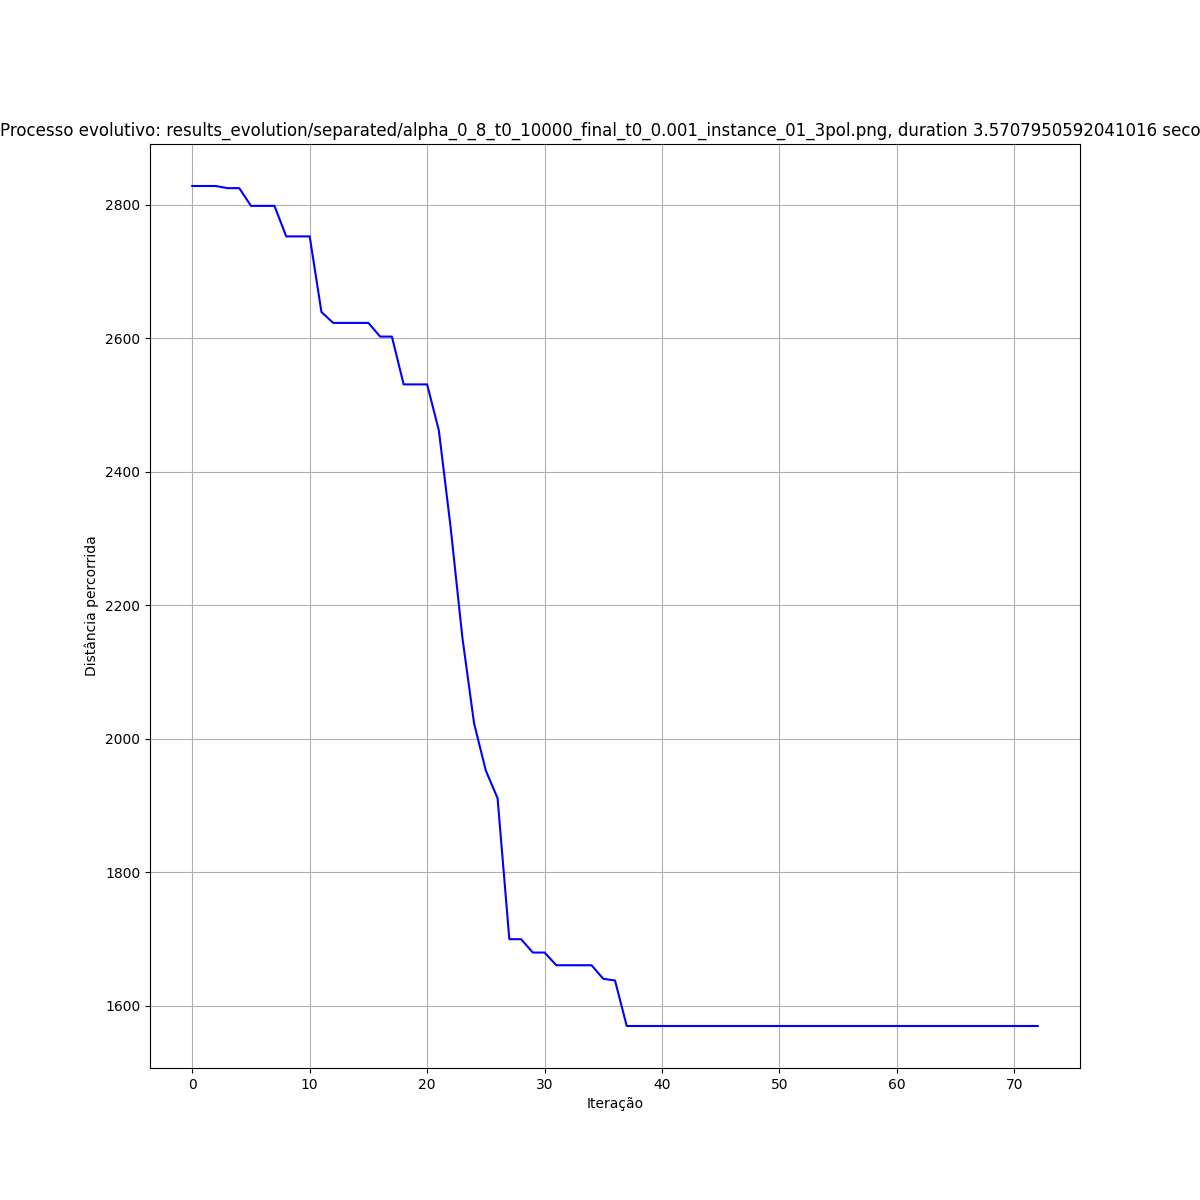 Processo evolutivo: results_evolution/separated/alpha_0_8_t0_10000_final_t0_0.001_instance_01_3pol.png, duration 3.5707950592041016 seco
2800
2600
2400
2200
2000
1800
1600
Distância percorrida
0 10 20 30 40 50 60 70
Iteração